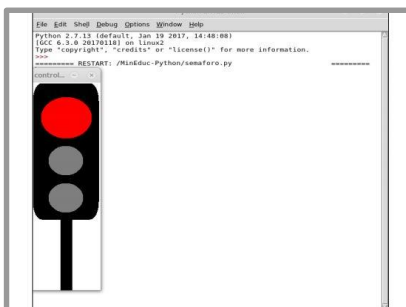 File Edit Shell Debug Options Window Help
Python 2.7.13 (default, Jan 19 2017, 14:48:08)
[GCC 6.3.0 20170118] on linux2
Type "copyright", "credits" or "license()" for more information.
>>>
========= RESTART: /MinEduc-Python/semaforo.py =========
control...